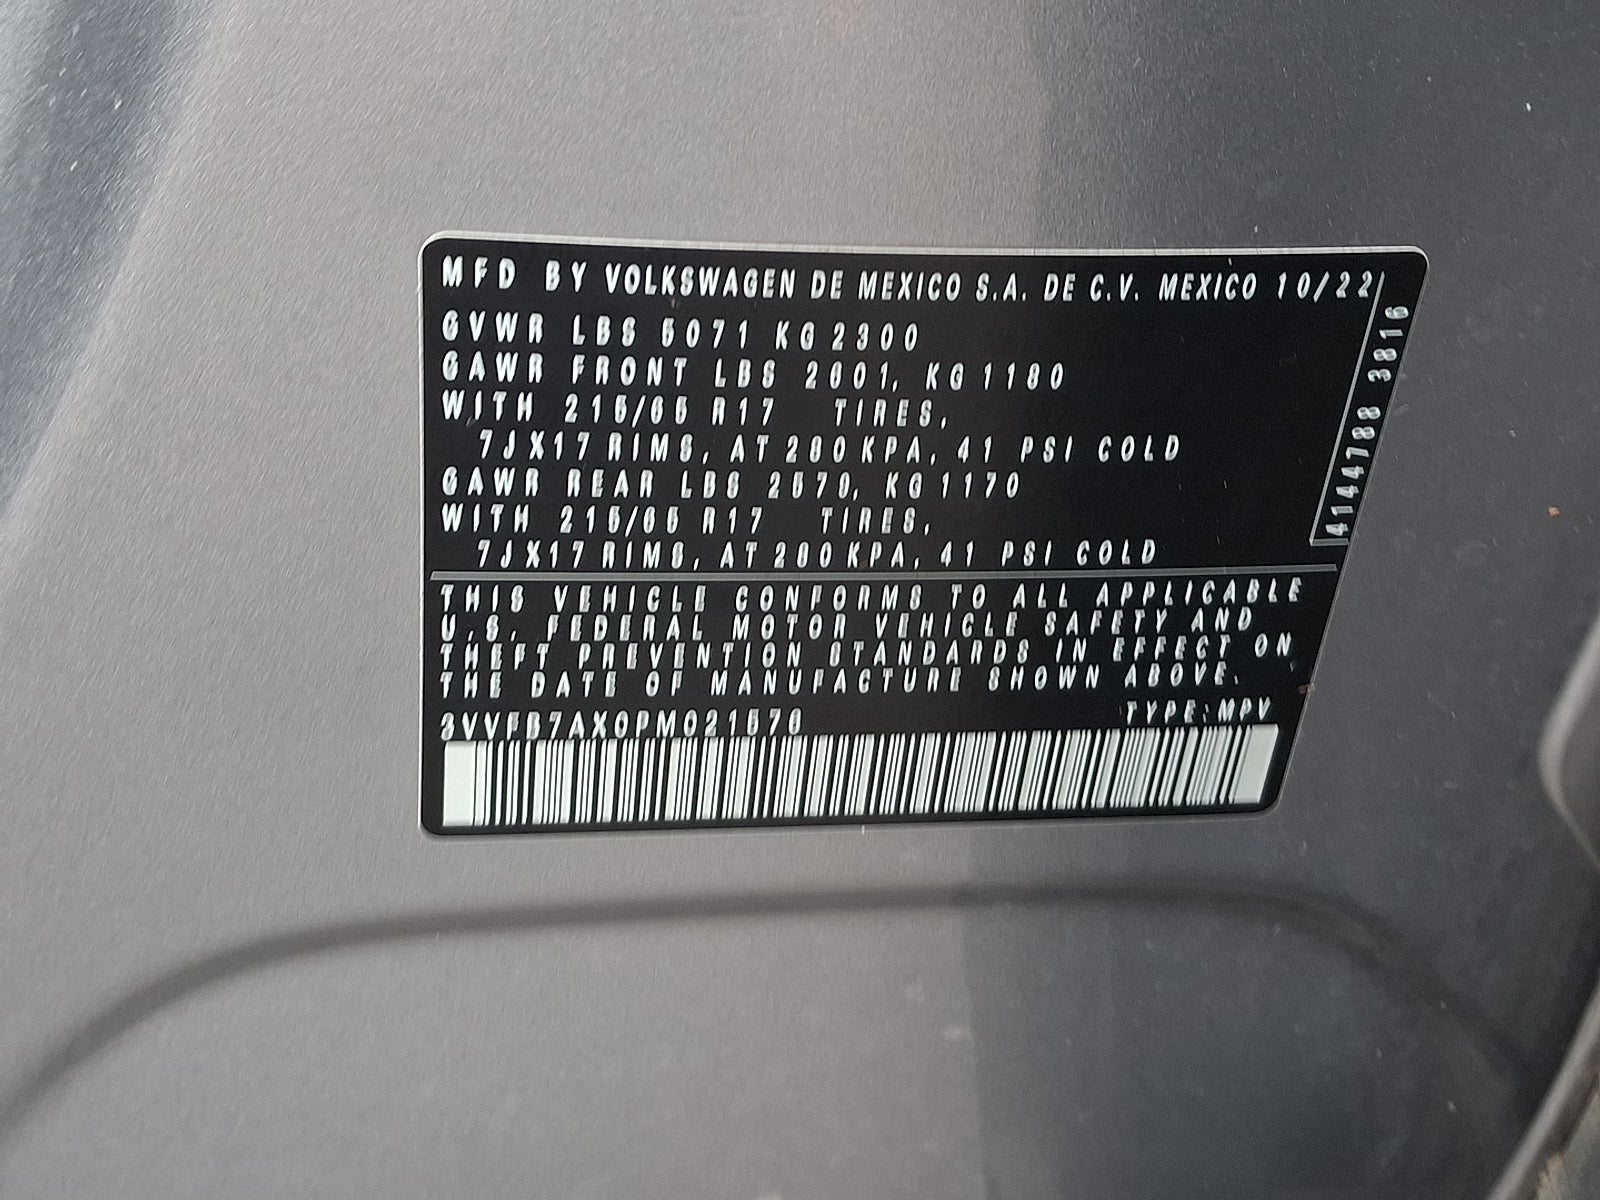 MFD BY VOLKSWAGEN DE MEXICO S.A. DE C.V. MEXICO 10/22
GVWR LBS 5071 KG 2300
GAWR FRONT LBS 2601, KG 1180
WITH 215/65 R17 TIRES,
7JX17 RIMS, AT 280 KPA, 41 PSI COLD
GAWR REAR LBS 2579, KG 1170
WITH 215/65 R17 TIRES,
7JX17 RIMS, AT 280 KPA, 41 PSI COLD
4144788 3816
THIS VEHICLE CONFORMS TO ALL APPLICABLE
U.S. FEDERAL MOTOR VEHICLE SAFETY AND
THEFT PREVENTION STANDARDS IN EFFECT ON
THE DATE OF MANUFACTURE SHOWN ABOVE.
3VVFB7AX0PM021576 TYPE:MPV